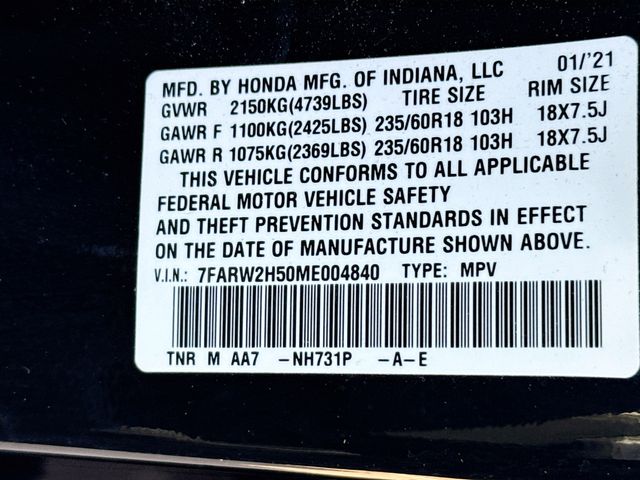 MFD. BY HONDA MFG. OF INDIANA, LLC 01/'21
GVWR 2150KG(4739LBS) TIRE SIZE RIM SIZE
GAWR F 1100KG(2425LBS) 235/60R18 103H 18X7.5J
GAWR R 1075KG(2369LBS) 235/60R18 103H 18X7.5J
THIS VEHICLE CONFORMS TO ALL APPLICABLE
FEDERAL MOTOR VEHICLE SAFETY
AND THEFT PREVENTION STANDARDS IN EFFECT
ON THE DATE OF MANUFACTURE SHOWN ABOVE.
V.I.N.: 7FARW2H50ME004840 TYPE: MPV
TNR M AA7 -NH731P -A-E